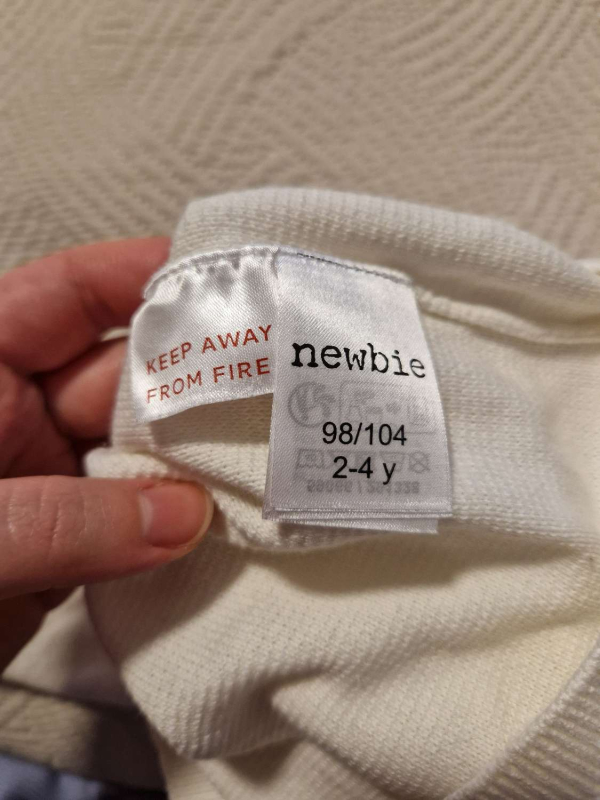 KEEP AWAY
FROM FIRE
newbie
98/104
2-4 y